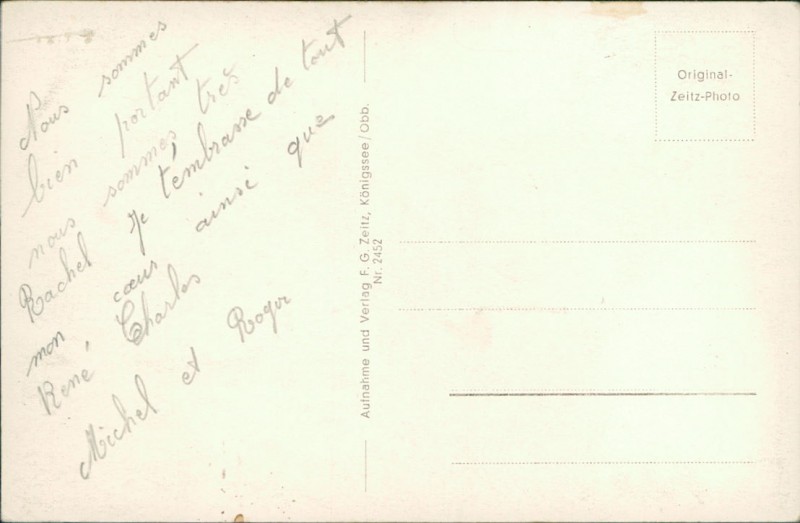 Nous sommes
bien portant
nous sommes très
Rachel Je t'embrasse de tout
mon cœur ainsi que
René Charles
Michel et Roger
Aufnahme und Verlag F. G. Zeitz, Königssee/Obb.
Nr. 2452
Original-
Zeitz-Photo